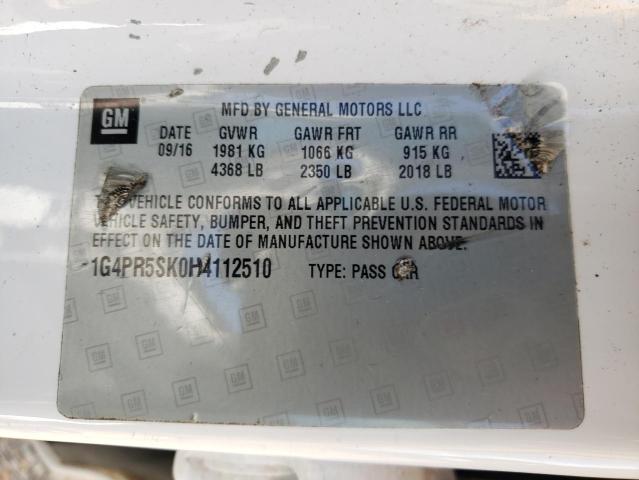 GM
MFD BY GENERAL MOTORS LLC
DATE GVWR GAWR FRT GAWR RR
09/16 1981 KG 1066 KG 915 KG
4368 LB 2350 LB 2018 LB
VEHICLE CONFORMS TO ALL APPLICABLE U.S. FEDERAL MOTOR
VEHICLE SAFETY, BUMPER, AND THEFT PREVENTION STANDARDS IN
EFFECT ON THE DATE OF MANUFACTURE SHOWN ABOVE.
1G4PR5SK0H4112510 TYPE: PASS CAR